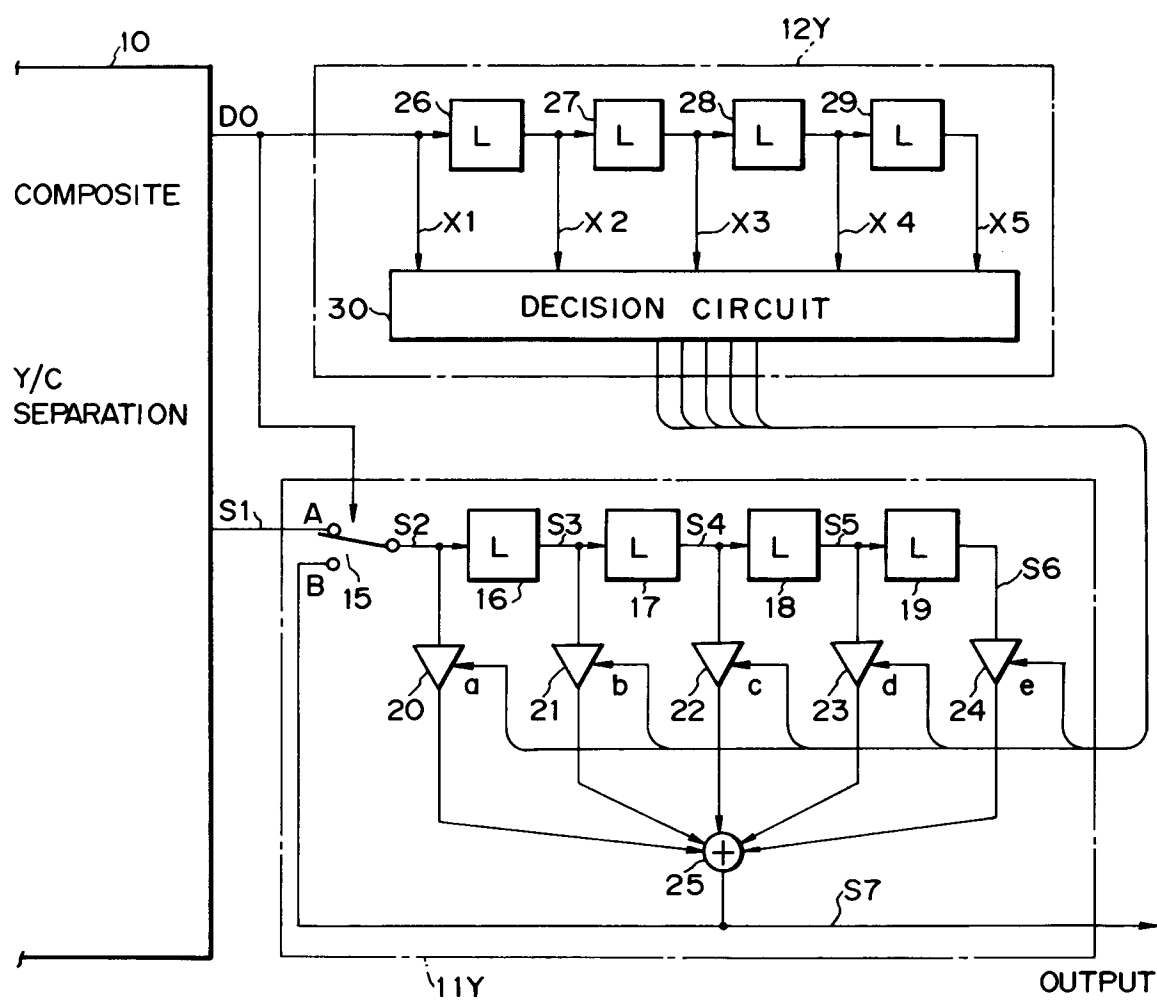 10
12Y
DO
26
27
28
29
L
L
L
L
COMPOSITE
X1
X2
X3
X4
X5
30
DECISION CIRCUIT
Y/C
SEPARATION
S1
A
B
15
S2
S3
S4
S5
S6
L
L
L
L
16
17
18
19
20
21
22
23
24
a
b
c
d
e
+
25
S7
11Y
OUTPUT